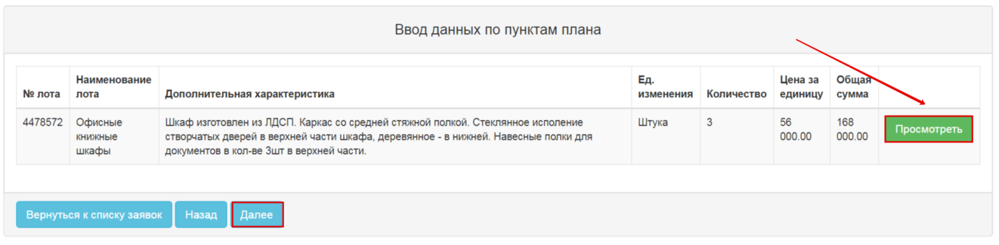 Ввод данных по пунктам плана
№ лота
Наименование
лота
Дополнительная характеристика
Ед.
изменения
Количество
Цена за
единицу
Общая
сумма
4478572
Офисные
книжные
шкафы
Шкаф изготовлен из ЛДСП. Каркас со средней стяжной полкой. Стеклянное исполение
створчатых дверей в верхней части шкафа, деревянное - в нижней. Навесные полки для
документов в кол-ве 3шт в верхней части.
Штука
3
56
000.00
168
000.00
Просмотреть
Вернуться к списку заявок
Назад
Далее